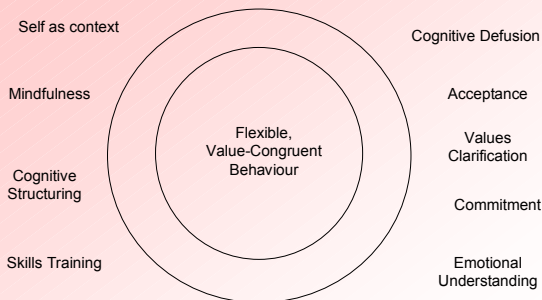 Self as context
Mindfulness
Cognitive
Structuring
Skills Training
Flexible,
Value-Congruent
Behaviour
Cognitive Defusion
Acceptance
Values
Clarification
Commitment
Emotional
Understanding